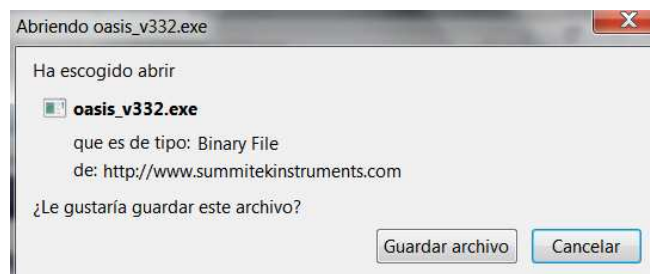 Abriendo oasis_v332.exe
Ha escogido abrir
oasis_v332.exe
que es de tipo: Binary File
de: http://www.summitekinstruments.com
¿Le gustaría guardar este archivo?
Guardar archivo Cancelar